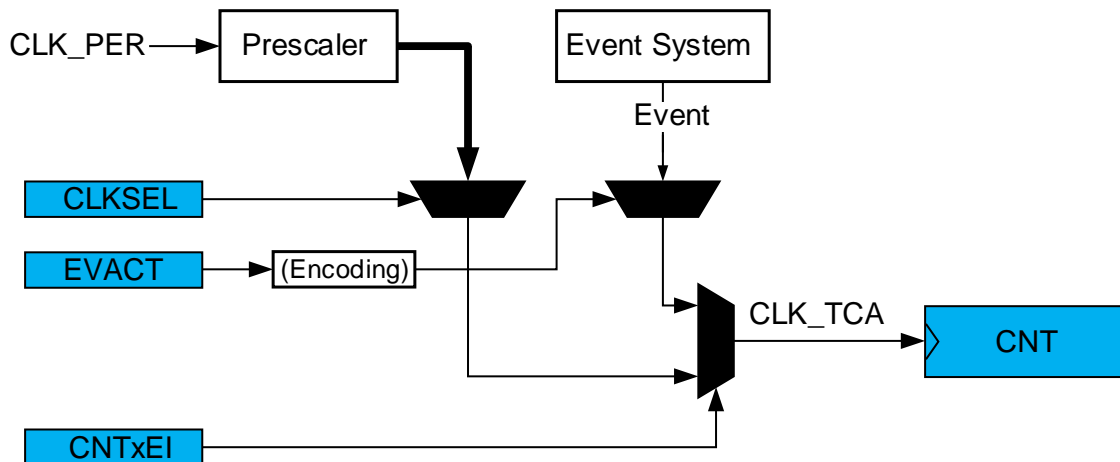 CLK_PER
Prescaler
Event System
Event
CLKSEL
EVACT
(Encoding)
CLK_TCA
CNT
CNTxEI